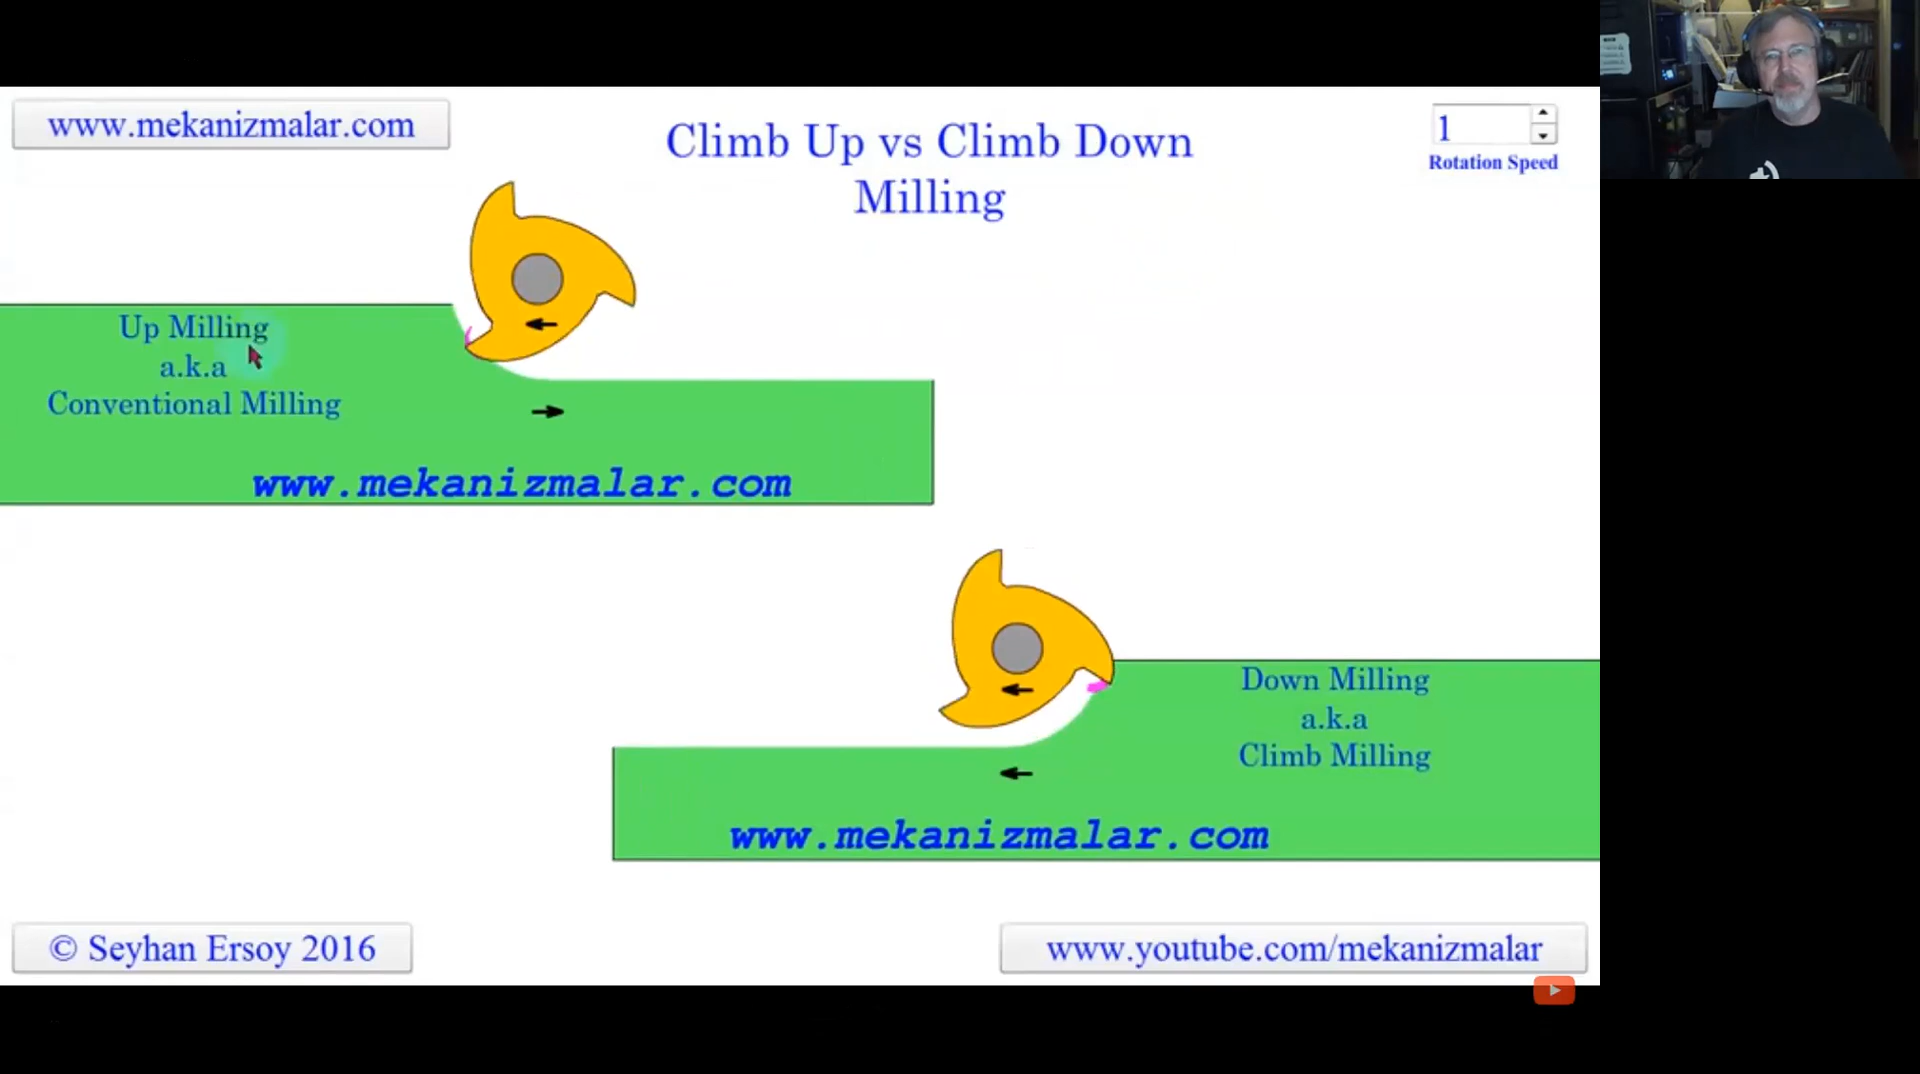 www.mekanizmalar.com
Climb Up vs Climb Down
Milling
1
Rotation Speed
Up Milling
a.k.a
Conventional Milling
www.mekanizmalar.com
Down Milling
a.k.a
Climb Milling
www.mekanizmalar.com
© Seyhan Ersoy 2016
www.youtube.com/mekanizmalar